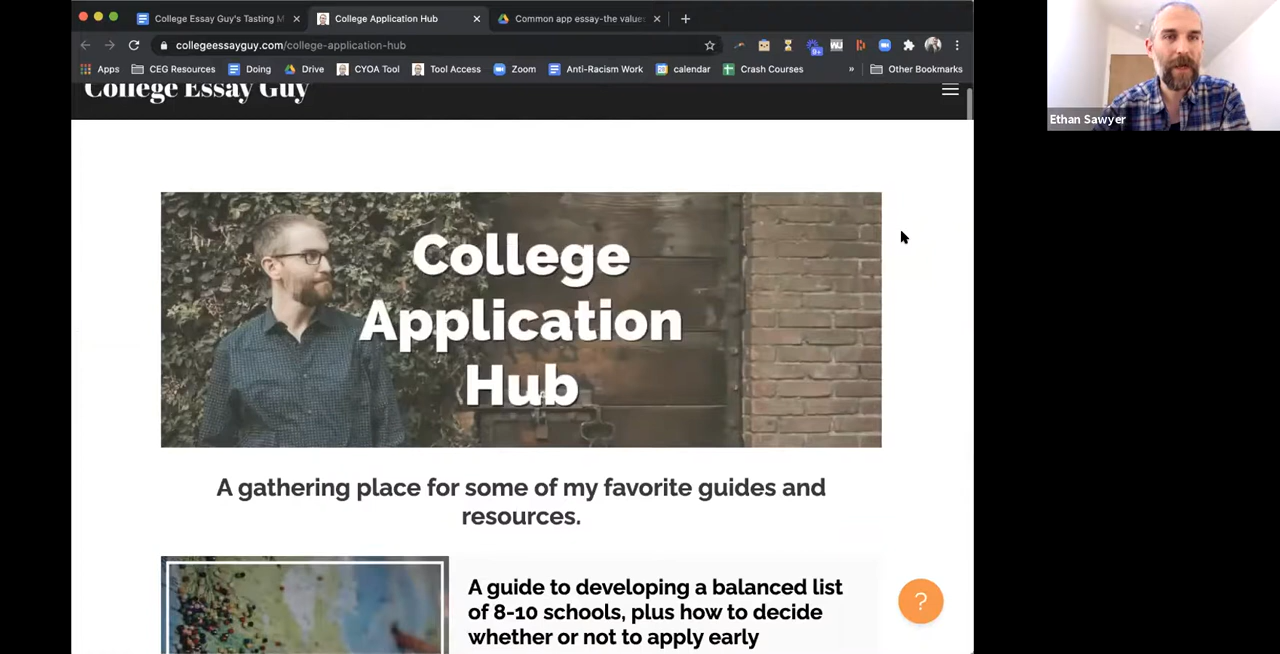 College Essay Guy's Tasting M
College Application Hub
Common app essay-the value
collegeessayguy.com/college-application-hub
9+
Apps
CEG Resources
Doing
Drive
CYOA Tool
Tool Access
Zoom
Anti-Racism Work
calendar
Crash Courses
»
Other Bookmarks
College Essay Guy
College
Application
Hub
A gathering place for some of my favorite guides and
resources.
A guide to developing a balanced list
of 8-10 schools, plus how to decide
whether or not to apply early
?
Ethan Sawyer